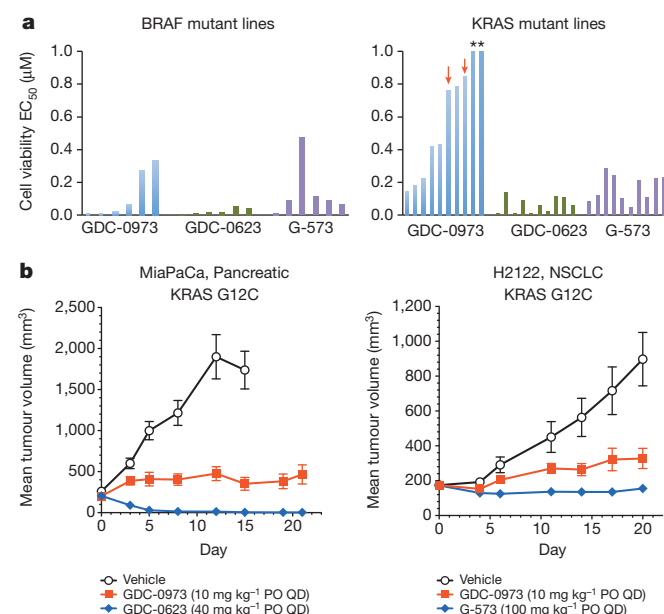 a
BRAF mutant lines
KRAS mutant lines
Cell viability EC50 (μM)
1.0
0.8
0.6
0.4
0.2
0.0
GDC-0973 GDC-0623 G-573
1.0
**
0.8
0.6
0.4
0.2
0.0
GDC-0973 GDC-0623 G-573
b
MiaPaCa, Pancreatic
KRAS G12C
Mean tumour volume (mm3)
2,500
2,000
1,500
1,000
500
0
0 5 10 15 20
Day
Vehicle
GDC-0973 (10 mg kg−1 PO QD)
GDC-0623 (40 mg kg−1 PO QD)
H2122, NSCLC
KRAS G12C
Mean tumour volume (mm3)
1,200
1,000
800
600
400
200
0
0 5 10 15 20
Day
Vehicle
GDC-0973 (10 mg kg−1 PO QD)
G-573 (100 mg kg−1 PO QD)